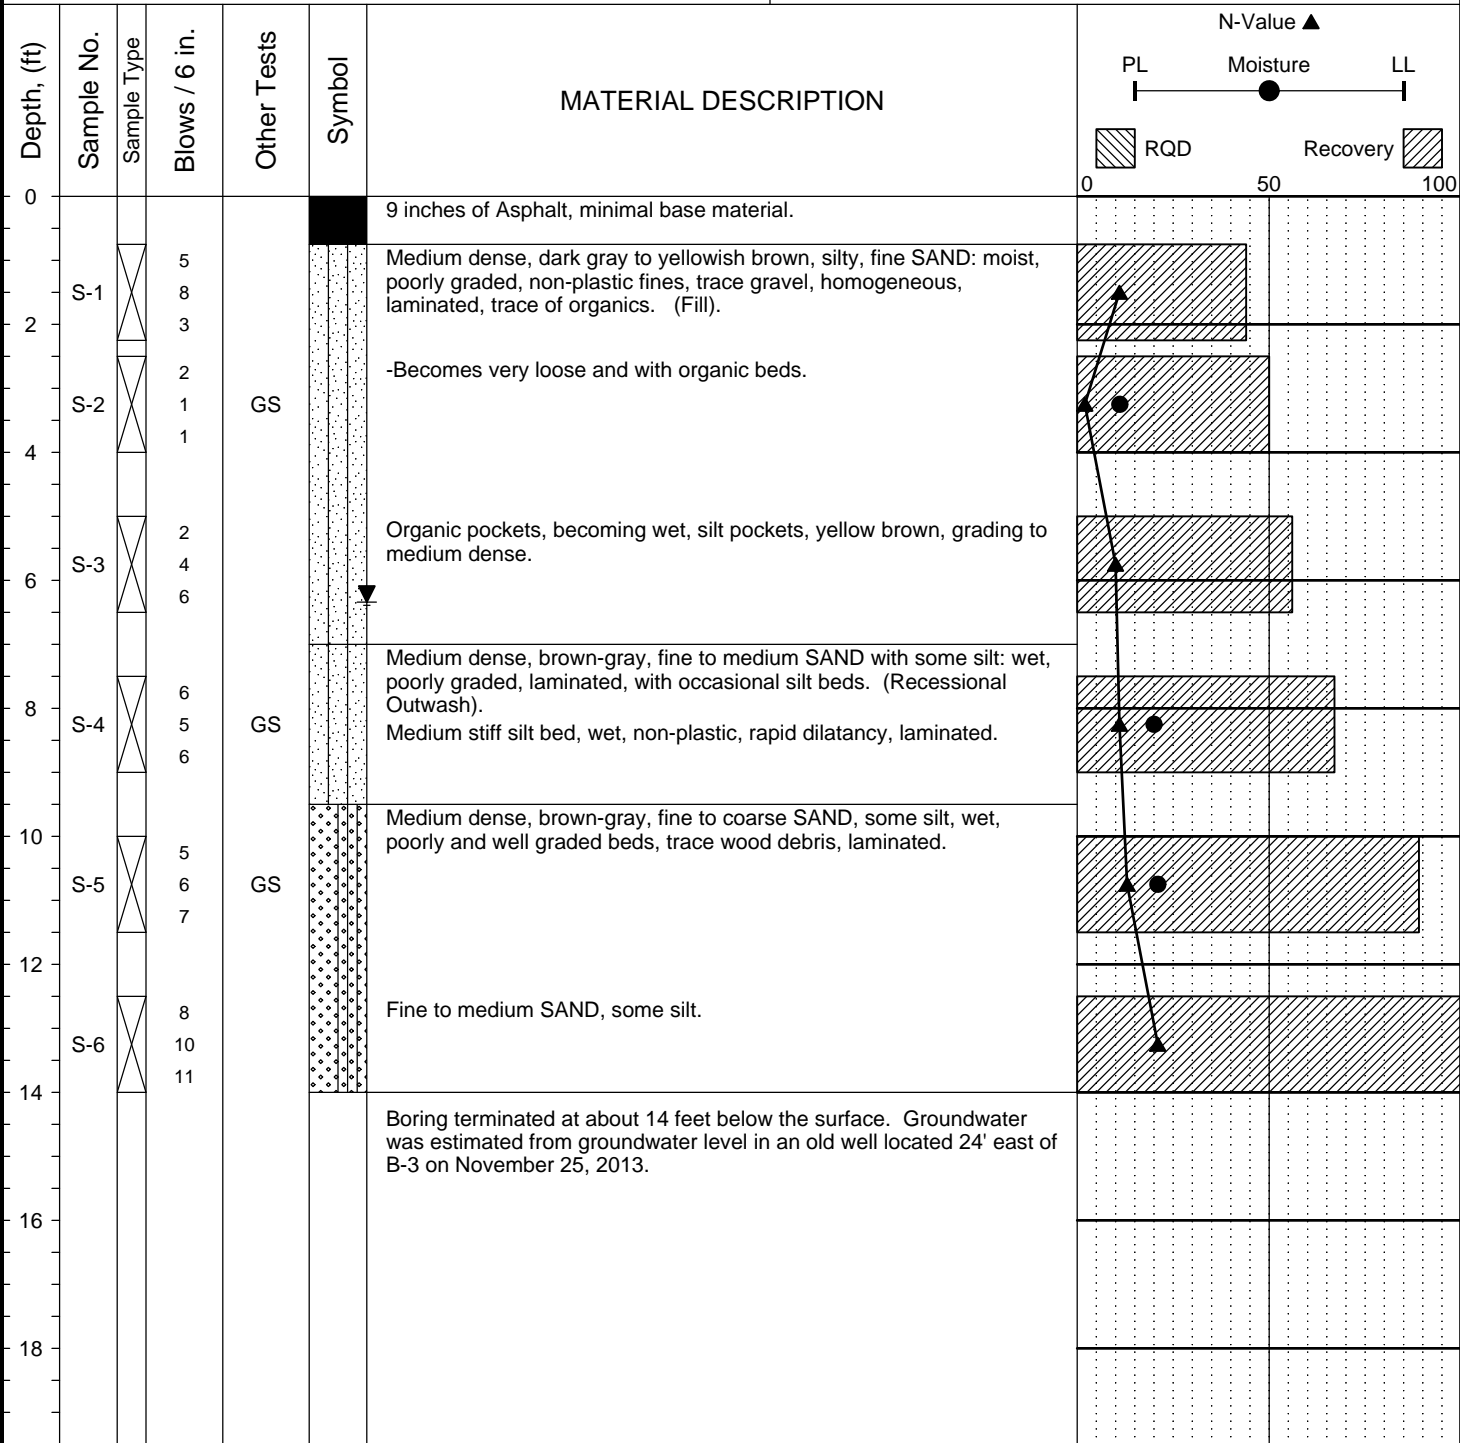 Depth, (ft)
Sample No.
Sample Type
Blows / 6 in.
Other Tests
Symbol
MATERIAL DESCRIPTION
N-Value
PL Moisture LL
RQD Recovery
0 50 100
0
9 inches of Asphalt, minimal base material.
Medium dense, dark gray to yellowish brown, silty, fine SAND: moist,
poorly graded, non-plastic fines, trace gravel, homogeneous,
laminated, trace of organics. (Fill).
S-1
5
8
3
2
-Becomes very loose and with organic beds.
S-2
2
1
1
GS
4
Organic pockets, becoming wet, silt pockets, yellow brown, grading to
medium dense.
S-3
2
4
6
6
Medium dense, brown-gray, fine to medium SAND with some silt: wet,
poorly graded, laminated, with occasional silt beds. (Recessional
Outwash).
Medium stiff silt bed, wet, non-plastic, rapid dilatancy, laminated.
S-4
6
5
6
GS
8
Medium dense, brown-gray, fine to coarse SAND, some silt, wet,
poorly and well graded beds, trace wood debris, laminated.
10
S-5
5
6
7
GS
12
Fine to medium SAND, some silt.
S-6
8
10
11
14
Boring terminated at about 14 feet below the surface. Groundwater
was estimated from groundwater level in an old well located 24' east of
B-3 on November 25, 2013.
16
18